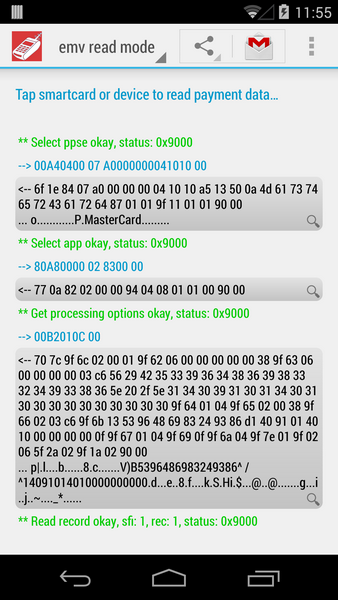 11:55
emv read mode
Tap smartcard or device to read payment data...
** Select ppse okay, status: 0x9000
--> 00A40400 07 A0000000041010 00
<-- 6f 1e 84 07 a0 00 00 00 04 10 10 a5 13 50 0a 4d 61 73 74
65 72 43 61 72 64 87 01 01 9f 11 01 01 90 00
... o............P.MasterCard.........
** Select app okay, status: 0x9000
--> 80A80000 02 8300 00
<-- 77 0a 82 02 00 00 94 04 08 01 01 00 90 00
** Get processing options okay, status: 0x9000
--> 00B2010C 00
<-- 70 7c 9f 6c 02 00 01 9f 62 06 00 00 00 00 00 38 9f 63 06
00 00 00 00 03 c6 56 29 42 35 33 39 36 34 38 36 39 38 33
32 34 39 33 38 36 5e 20 2f 5e 31 34 30 39 31 30 31 34 30 31
30 30 30 30 30 30 30 30 30 30 30 9f 64 01 04 9f 65 02 00 38 9f
66 02 03 c6 9f 6b 13 53 96 48 69 83 24 93 86 d1 40 91 01 40
10 00 00 00 00 0f 9f 67 01 04 9f 69 0f 9f 6a 04 9f 7e 01 9f 02
06 5f 2a 02 9f 1a 02 90 00
... p|.l....b......8.c.......V)B5396486983249386^ /
^14091014010000000000.d...e..8.f....k.S.Hi.$...@..@.......g...i
..j..~...._*......
** Read record okay, sfi: 1, rec: 1, status: 0x9000